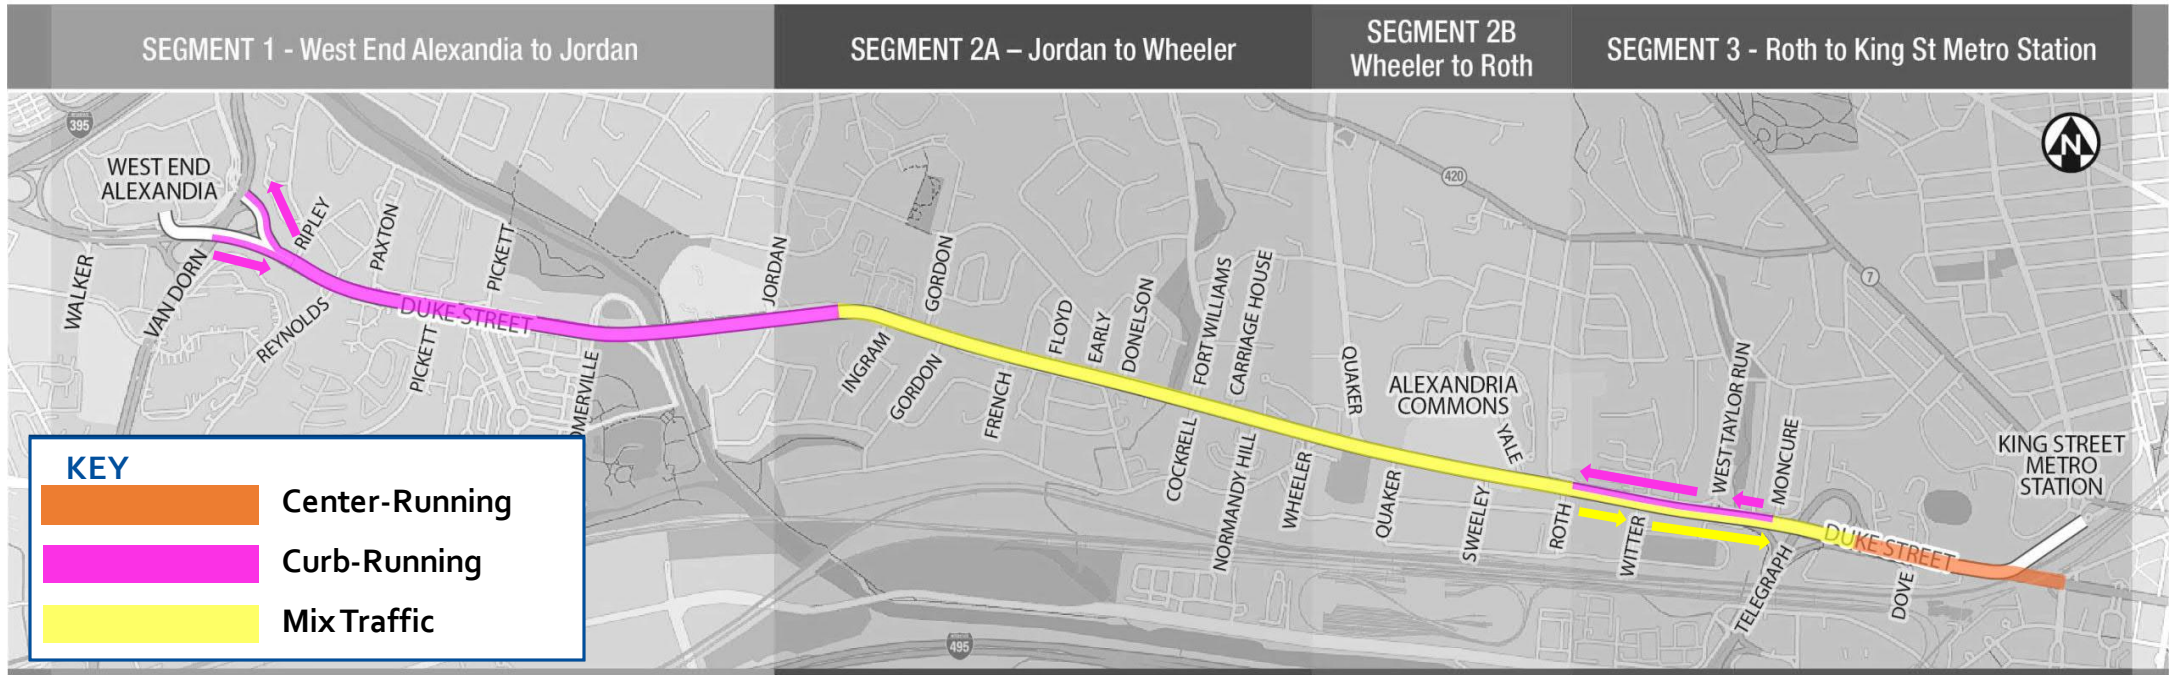 SEGMENT 1 - West End Alexandia to Jordan
SEGMENT 2A – Jordan to Wheeler
SEGMENT 2B
Wheeler to Roth
SEGMENT 3 - Roth to King St Metro Station
395
WEST END
ALEXANDIA
N
420
7
WALKER
VAN DORN
RIPLEY
REYNOLDS
PAXTON
PICKETT
PICKETT
DUKE STREET
OMERVILLE
JORDAN
INGRAM
GORDON
GORDON
FRENCH
FLOYD
EARLY
DONELSON
COCKRELL
FORT WILLIAMS
NORMANDY HILL
CARRIAGE HOUSE
WHEELER
QUAKER
QUAKER
ALEXANDRIA
COMMONS
SWEELEY
YALE
ROTH
WITTER
WEST TAYLOR RUN
MONCURE
TELEGRAPH
DUKE STREET
DOVE
KING STREET
METRO
STATION
495
KEY
Center-Running
Curb-Running
Mix Traffic